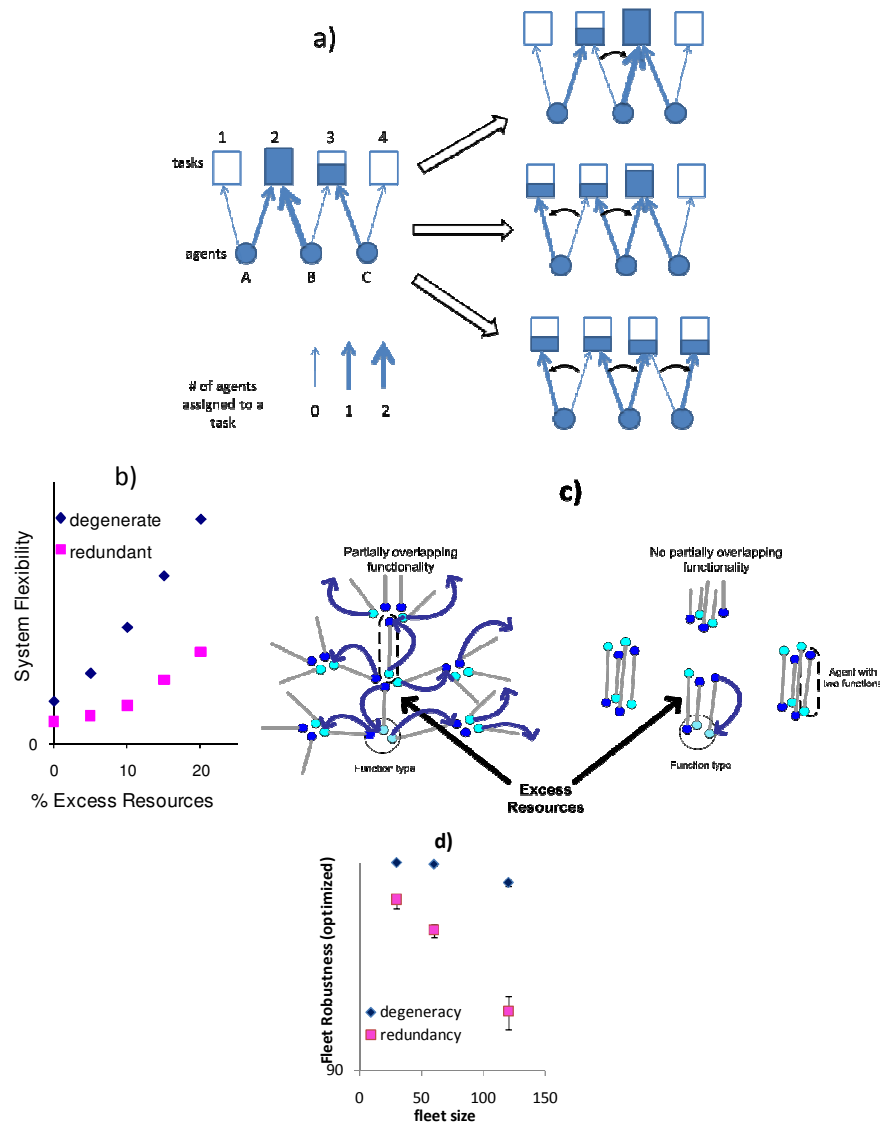 a)
1 2 3 4
tasks
agents
A B C
# of agents
assigned to a
task
0 1 2
b)
System Flexibility
degenerate
redundant
0
0 10 20
% Excess Resources
c)
Partially overlapping
functionality
No partially overlapping
functionality
Agent with
two functions
Function type
Function type
Excess
Resources
d)
Fleet Robustness (optimized)
degeneracy
redundancy
90
0 50 100 150
fleet size